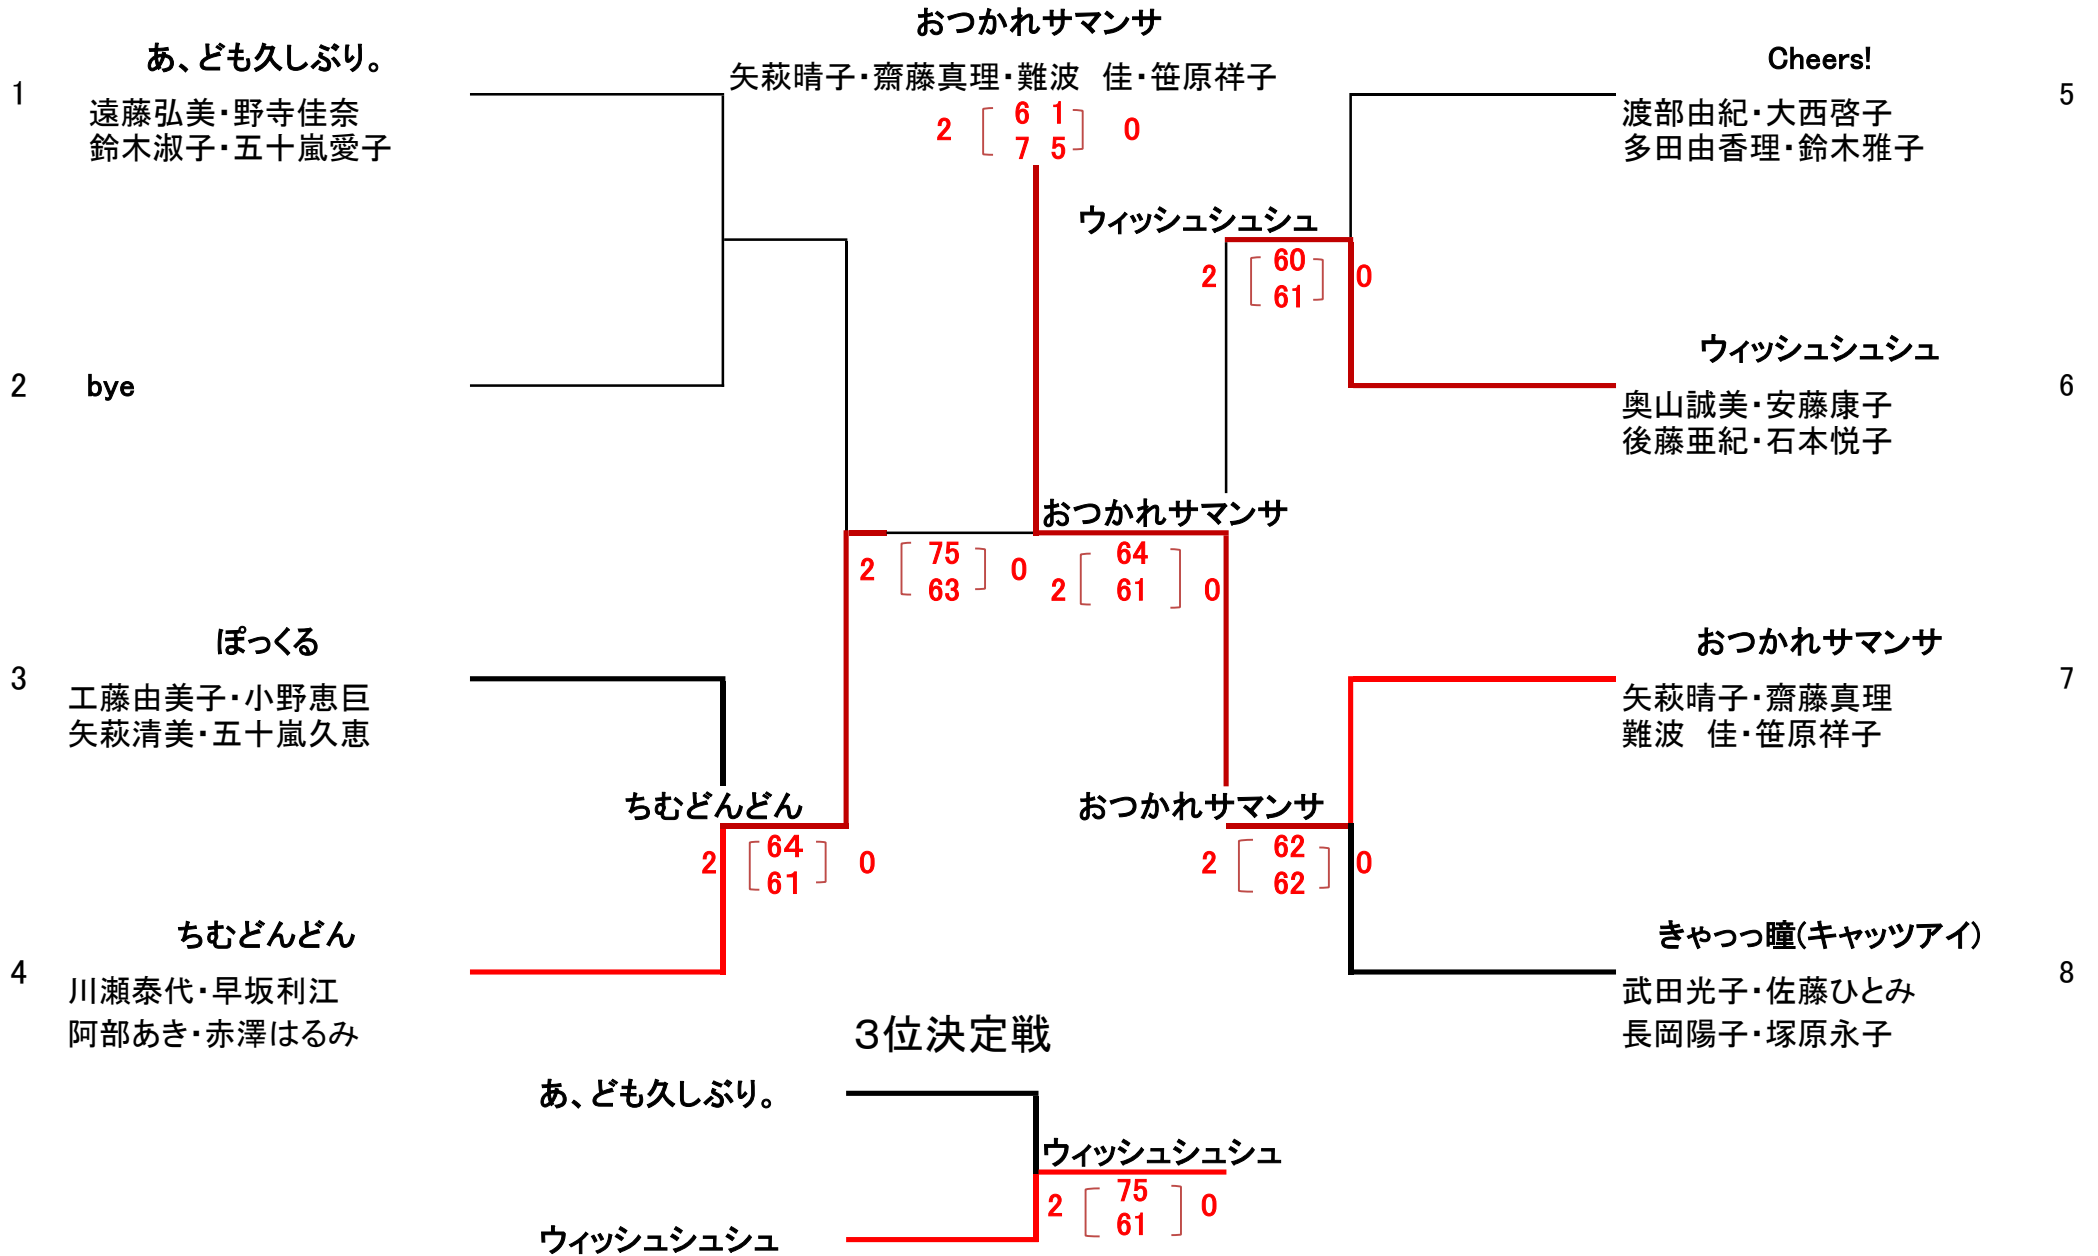 おつかれサマンサ
矢萩晴子・齋藤真理・難波　佳・笹原祥子
2 6 1 0
7 5
あ、ども久しぶり。
1
遠藤弘美・野寺佳奈
鈴木淑子・五十嵐愛子
2 bye
ぽっくる
3
工藤由美子・小野恵巨
矢萩清美・五十嵐久恵
ちむどんどん
2 64 0
61
ちむどんどん
4
川瀬泰代・早坂利江
阿部あき・赤澤はるみ
2 75 0
63
Cheers!
5
渡部由紀・大西啓子
多田由香理・鈴木雅子
ウィッシュシュシュ
2 60 0
61
ウィッシュシュシュ
6
奥山誠美・安藤康子
後藤亜紀・石本悦子
おつかれサマンサ
2 64 0
61
おつかれサマンサ
7
矢萩晴子・齋藤真理
難波　佳・笹原祥子
おつかれサマンサ
2 62 0
62
きゃっっ瞳(キャッツアイ)
8
武田光子・佐藤ひとみ
長岡陽子・塚原永子
３位決定戦
あ、ども久しぶり。
ウィッシュシュシュ
2 75 0
61
ウィッシュシュシュ